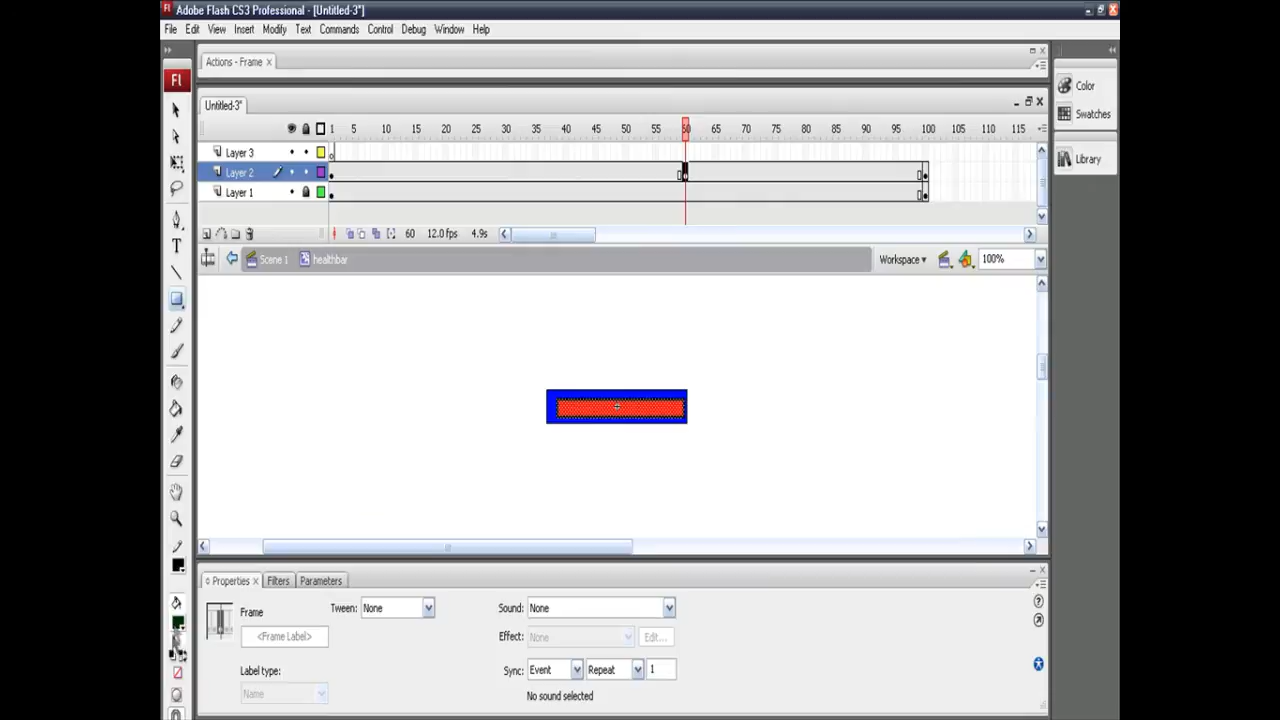 Adobe Flash CS3 Professional - [Untitled-3*]
File Edit View Insert Modify Text Commands Control Debug Window Help
Actions - Frame ×
Fl
Untitled-3*
1 5 10 15 20 25 30 35 40 45 50 55 60 65 70 75 80 85 90 95 100 105 110 115
Layer 3
Layer 2
Layer 1
60 12.0 fps 4.9s
Scene 1 healthbar Workspace 100%
Color
Swatches
Library
Properties × Filters Parameters
Frame Tween: None Sound: None
<Frame Label> Effect: None Edit...
Label type: Sync: Event Repeat 1
Name
No sound selected